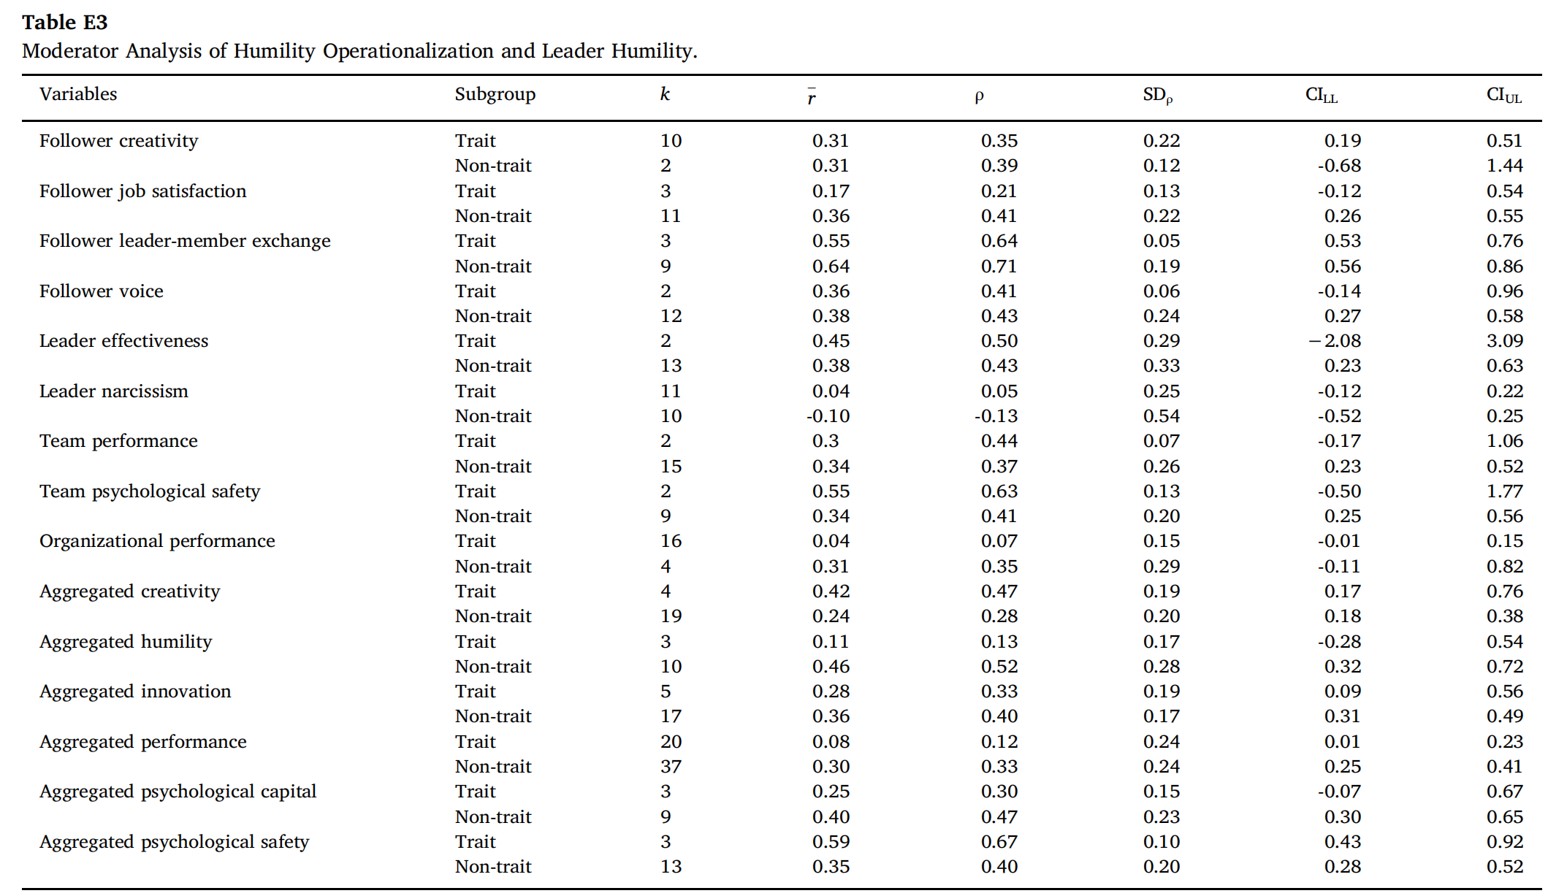 Table E3
Moderator Analysis of Humility Operationalization and Leader Humility.
Variables Subgroup k r̄ ρ SDρ CILL CIUL
Follower creativity Trait 10 0.31 0.35 0.22 0.19 0.51
Non-trait 2 0.31 0.39 0.12 -0.68 1.44
Follower job satisfaction Trait 3 0.17 0.21 0.13 -0.12 0.54
Non-trait 11 0.36 0.41 0.22 0.26 0.55
Follower leader-member exchange Trait 3 0.55 0.64 0.05 0.53 0.76
Non-trait 9 0.64 0.71 0.19 0.56 0.86
Follower voice Trait 2 0.36 0.41 0.06 -0.14 0.96
Non-trait 12 0.38 0.43 0.24 0.27 0.58
Leader effectiveness Trait 2 0.45 0.50 0.29 −2.08 3.09
Non-trait 13 0.38 0.43 0.33 0.23 0.63
Leader narcissism Trait 11 0.04 0.05 0.25 -0.12 0.22
Non-trait 10 -0.10 -0.13 0.54 -0.52 0.25
Team performance Trait 2 0.3 0.44 0.07 -0.17 1.06
Non-trait 15 0.34 0.37 0.26 0.23 0.52
Team psychological safety Trait 2 0.55 0.63 0.13 -0.50 1.77
Non-trait 9 0.34 0.41 0.20 0.25 0.56
Organizational performance Trait 16 0.04 0.07 0.15 -0.01 0.15
Non-trait 4 0.31 0.35 0.29 -0.11 0.82
Aggregated creativity Trait 4 0.42 0.47 0.19 0.17 0.76
Non-trait 19 0.24 0.28 0.20 0.18 0.38
Aggregated humility Trait 3 0.11 0.13 0.17 -0.28 0.54
Non-trait 10 0.46 0.52 0.28 0.32 0.72
Aggregated innovation Trait 5 0.28 0.33 0.19 0.09 0.56
Non-trait 17 0.36 0.40 0.17 0.31 0.49
Aggregated performance Trait 20 0.08 0.12 0.24 0.01 0.23
Non-trait 37 0.30 0.33 0.24 0.25 0.41
Aggregated psychological capital Trait 3 0.25 0.30 0.15 -0.07 0.67
Non-trait 9 0.40 0.47 0.23 0.30 0.65
Aggregated psychological safety Trait 3 0.59 0.67 0.10 0.43 0.92
Non-trait 13 0.35 0.40 0.20 0.28 0.52